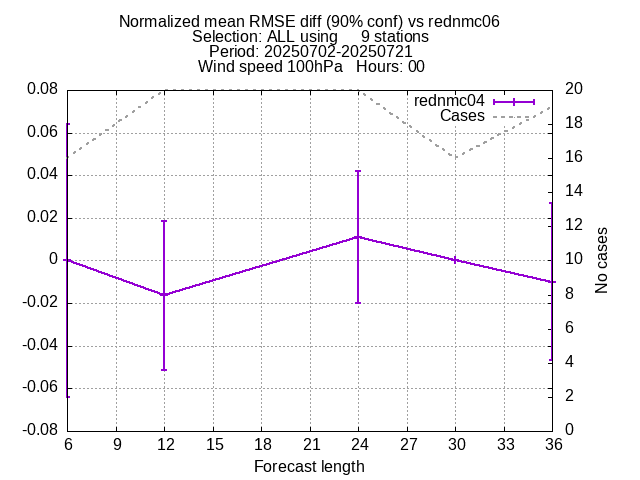 Normalized mean RMSE diff (90% conf) vs rednmc06
Selection: ALL using     9 stations
Period: 20250702-20250721
Wind speed 100hPa   Hours: 00
rednmc04
Cases
0.08
0.06
0.04
0.02
0
-0.02
-0.04
-0.06
-0.08
20
18
16
14
12
10
8
6
4
2
0
No cases
6 9 12 15 18 21 24 27 30 33 36
Forecast length